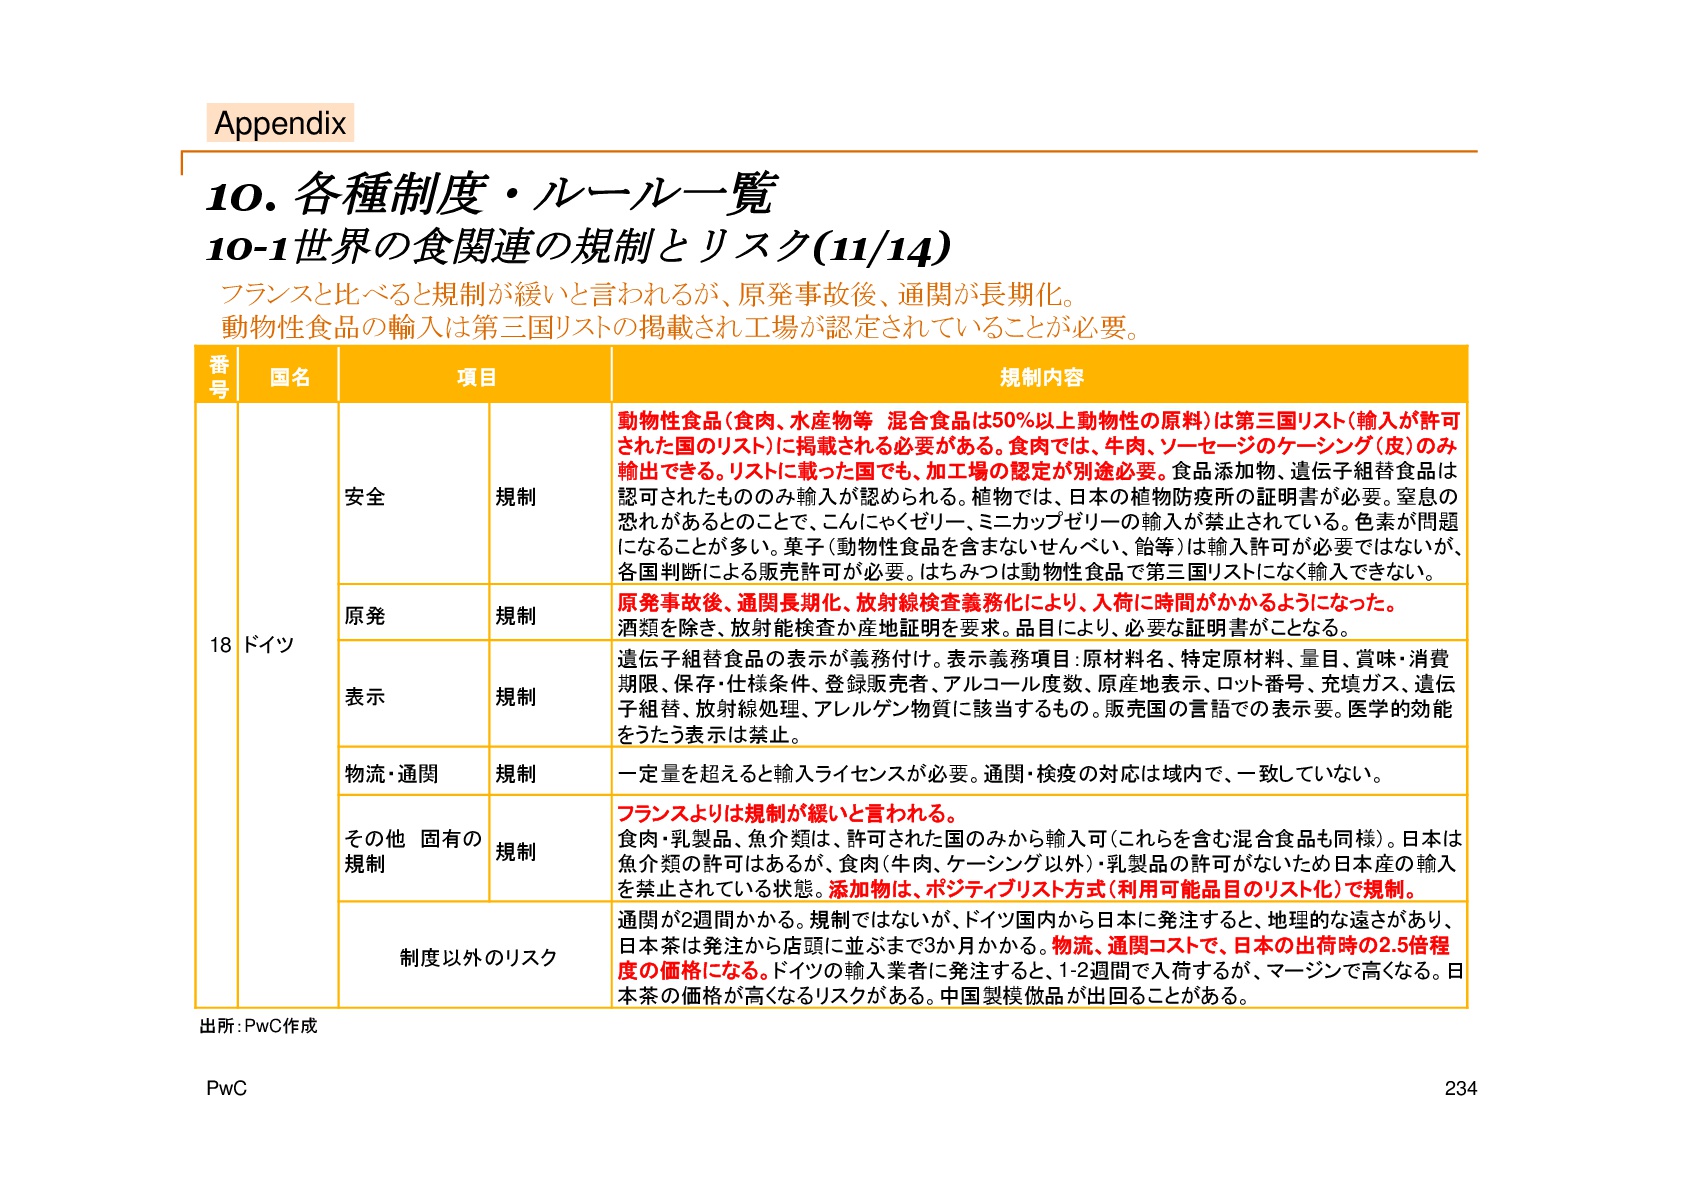 Appendix
10. 各種制度・ルール一覧
10-1世界の食関連の規制とリスク(11/14)
フランスと比べると規制が緩いと言われるが、原発事故後、通関が長期化。
動物性食品の輸入は第三国リストの掲載され工場が認定されていることが必要。
番号 国名 項目 規制内容
18 ドイツ
安全 規制
動物性食品（食肉、水産物等 混合食品は50%以上動物性の原料）は第三国リスト（輸入が許可
された国のリスト）に掲載される必要がある。食肉では、牛肉、ソーセージのケーシング（皮）のみ
輸出できる。リストに載った国でも、加工場の認定が別途必要。食品添加物、遺伝子組替食品は
認可されたもののみ輸入が認められる。植物では、日本の植物防疫所の証明書が必要。窒息の
恐れがあるとのことで、こんにゃくゼリー、ミニカップゼリーの輸入が禁止されている。色素が問題
になることが多い。菓子（動物性食品を含まないせんべい、飴等）は輸入許可が必要ではないが、
各国判断による販売許可が必要。はちみつは動物性食品で第三国リストになく輸入できない。
原発 規制
原発事故後、通関長期化、放射線検査義務化により、入荷に時間がかかるようになった。
酒類を除き、放射能検査か産地証明を要求。品目により、必要な証明書がことなる。
表示 規制
遺伝子組替食品の表示が義務付け。表示義務項目：原材料名、特定原材料、量目、賞味・消費
期限、保存・仕様条件、登録販売者、アルコール度数、原産地表示、ロット番号、充填ガス、遺伝
子組替、放射線処理、アレルゲン物質に該当するもの。販売国の言語での表示要。医学的効能
をうたう表示は禁止。
物流・通関 規制
一定量を超えると輸入ライセンスが必要。通関・検疫の対応は域内で、一致していない。
その他 固有の
規制
規制
フランスよりは規制が緩いと言われる。
食肉・乳製品、魚介類は、許可された国のみから輸入可（これらを含む混合食品も同様）。日本は
魚介類の許可はあるが、食肉（牛肉、ケーシング以外）・乳製品の許可がないため日本産の輸入
を禁止されている状態。添加物は、ポジティブリスト方式（利用可能品目のリスト化）で規制。
制度以外のリスク
通関が2週間かかる。規制ではないが、ドイツ国内から日本に発注すると、地理的な遠さがあり、
日本茶は発注から店頭に並ぶまで3か月かかる。物流、通関コストで、日本の出荷時の2.5倍程
度の価格になる。ドイツの輸入業者に発注すると、1-2週間で入荷するが、マージンで高くなる。日
本茶の価格が高くなるリスクがある。中国製模倣品が出回ることがある。
出所：PwC作成
PwC
234